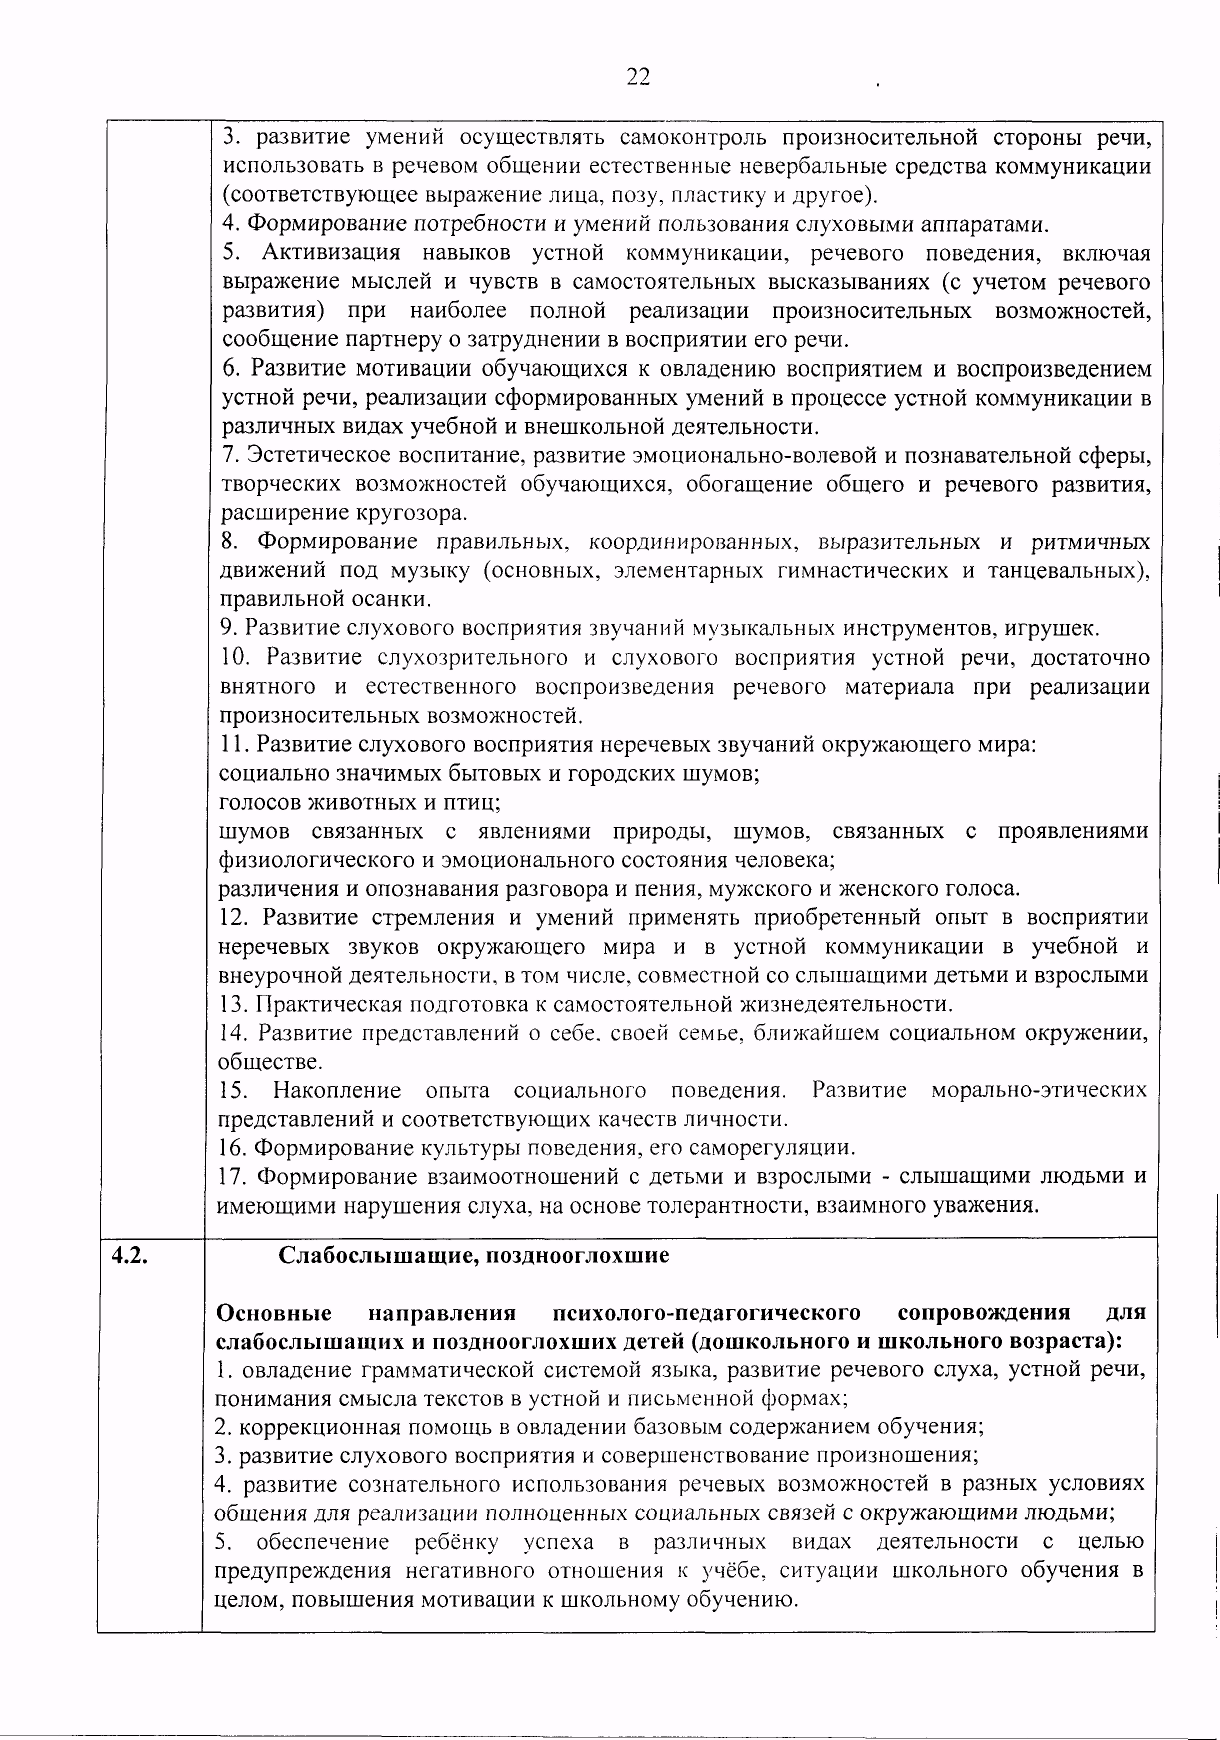 22
3. развитие умений осуществлять самоконтроль произносительной стороны речи,
использовать в речевом общении естественные невербальные средства коммуникации
(соответствующее выражение лица, позу, пластику и другое).
4. Формирование потребности и умений пользования слуховыми аппаратами.
5. Активизация навыков устной коммуникации, речевого поведения, включая
выражение мыслей и чувств в самостоятельных высказываниях (с учетом речевого
развития) при наиболее полной реализации произносительных возможностей,
сообщение партнеру о затруднении в восприятии его речи.
6. Развитие мотивации обучающихся к овладению восприятием и воспроизведением
устной речи, реализации сформированных умений в процессе устной коммуникации в
различных видах учебной и внешкольной деятельности.
7. Эстетическое воспитание, развитие эмоционально-волевой и познавательной сферы,
творческих возможностей обучающихся, обогащение общего и речевого развития,
расширение кругозора.
8. Формирование правильных, координированных, выразительных и ритмичных
движений под музыку (основных, элементарных гимнастических и танцевальных),
правильной осанки.
9. Развитие слухового восприятия звучаний музыкальных инструментов, игрушек.
10. Развитие слухозрительного и слухового восприятия устной речи, достаточно
внятного и естественного воспроизведения речевого материала при реализации
произносительных возможностей.
11. Развитие слухового восприятия неречевых звучаний окружающего мира:
социально значимых бытовых и городских шумов;
голосов животных и птиц;
шумов связанных с явлениями природы, шумов, связанных с проявлениями
физиологического и эмоционального состояния человека;
различения и опознавания разговора и пения, мужского и женского голоса.
12. Развитие стремления и умений применять приобретенный опыт в восприятии
неречевых звуков окружающего мира и в устной коммуникации в учебной и
внеурочной деятельности, в том числе, совместной со слышащими детьми и взрослыми
13. Практическая подготовка к самостоятельной жизнедеятельности.
14. Развитие представлений о себе, своей семье, ближайшем социальном окружении,
обществе.
15. Накопление опыта социального поведения. Развитие морально-этических
представлений и соответствующих качеств личности.
16. Формирование культуры поведения, его саморегуляции.
17. Формирование взаимоотношений с детьми и взрослыми - слышащими людьми и
имеющими нарушения слуха, на основе толерантности, взаимного уважения.
4.2. Слабослышащие, позднооглохшие
Основные направления психолого-педагогического сопровождения для
слабослышащих и позднооглохших детей (дошкольного и школьного возраста):
1. овладение грамматической системой языка, развитие речевого слуха, устной речи,
понимания смысла текстов в устной и письменной формах;
2. коррекционная помощь в овладении базовым содержанием обучения;
3. развитие слухового восприятия и совершенствование произношения;
4. развитие сознательного использования речевых возможностей в разных условиях
общения для реализации полноценных социальных связей с окружающими людьми;
5. обеспечение ребёнку успеха в различных видах деятельности с целью
предупреждения негативного отношения к учёбе, ситуации школьного обучения в
целом, повышения мотивации к школьному обучению.